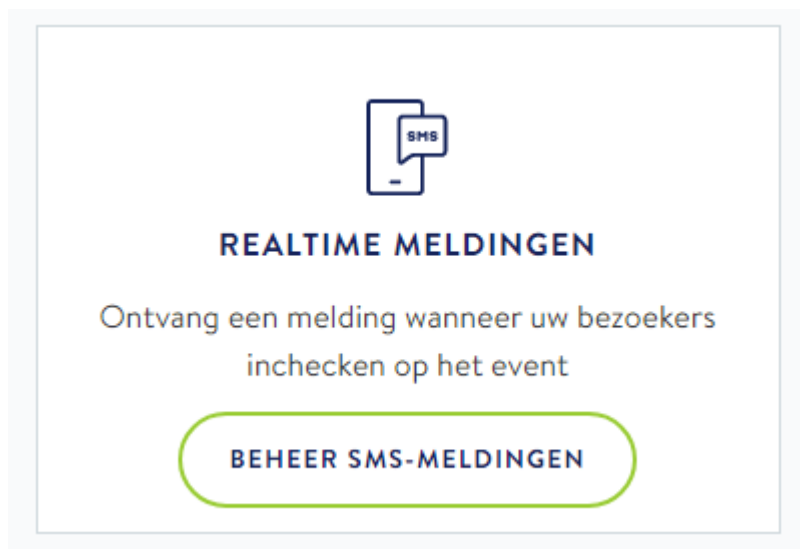 SMS
REALTIME MELDINGEN
Ontvang een melding wanneer uw bezoekers
inchecken op het event
BEHEER SMS-MELDINGEN